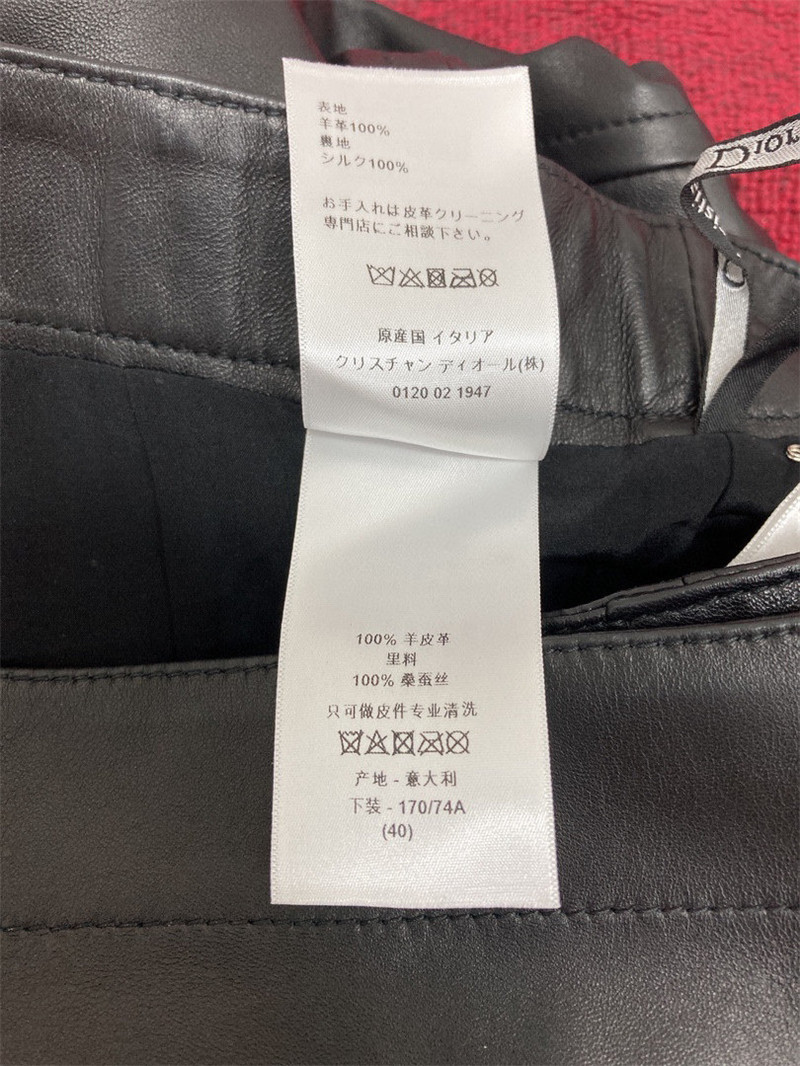 表地
羊革100%
裏地
シルク100%
お手入れは皮革クリーニング
専門店にご相談下さい。
原産国 イタリア
クリスチャン ディオール(株)
0120 02 1947
Dior
100% 羊皮革
里料
100% 桑蚕丝
只可做皮件专业清洗
产地 - 意大利
下装 - 170/74A
(40)